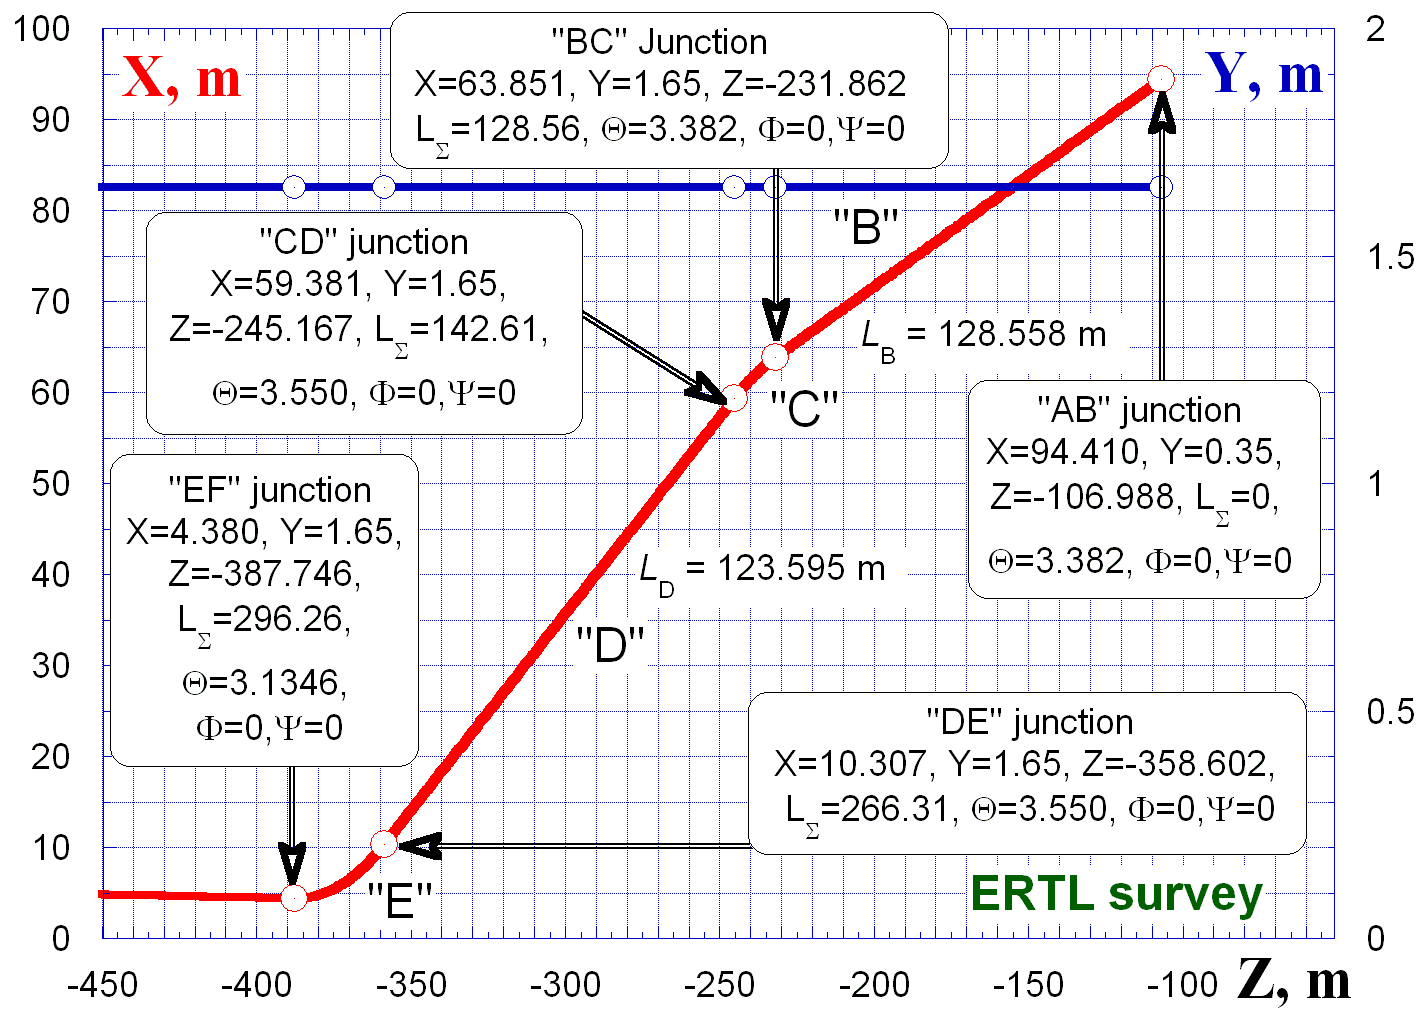 100
90
80
70
60
50
40
30
20
10
0
X, m
Y, m
2
1.5
1
0.5
0
"BC" Junction
X=63.851, Y=1.65, Z=-231.862
LΣ=128.56, Θ=3.382, Φ=0,Ψ=0
"CD" junction
X=59.381, Y=1.65,
Z=-245.167, LΣ=142.61,
Θ=3.550, Φ=0,Ψ=0
"B"
LB = 128.558 m
"C"
"AB" junction
X=94.410, Y=0.35,
Z=-106.988, LΣ=0,
Θ=3.382, Φ=0,Ψ=0
"EF" junction
X=4.380, Y=1.65,
Z=-387.746,
LΣ=296.26,
Θ=3.1346,
Φ=0,Ψ=0
LD = 123.595 m
"D"
"DE" junction
X=10.307, Y=1.65, Z=-358.602,
LΣ=266.31, Θ=3.550, Φ=0,Ψ=0
"E"
ERTL survey
-450
-400
-350
-300
-250
-200
-150
-100
Z, m